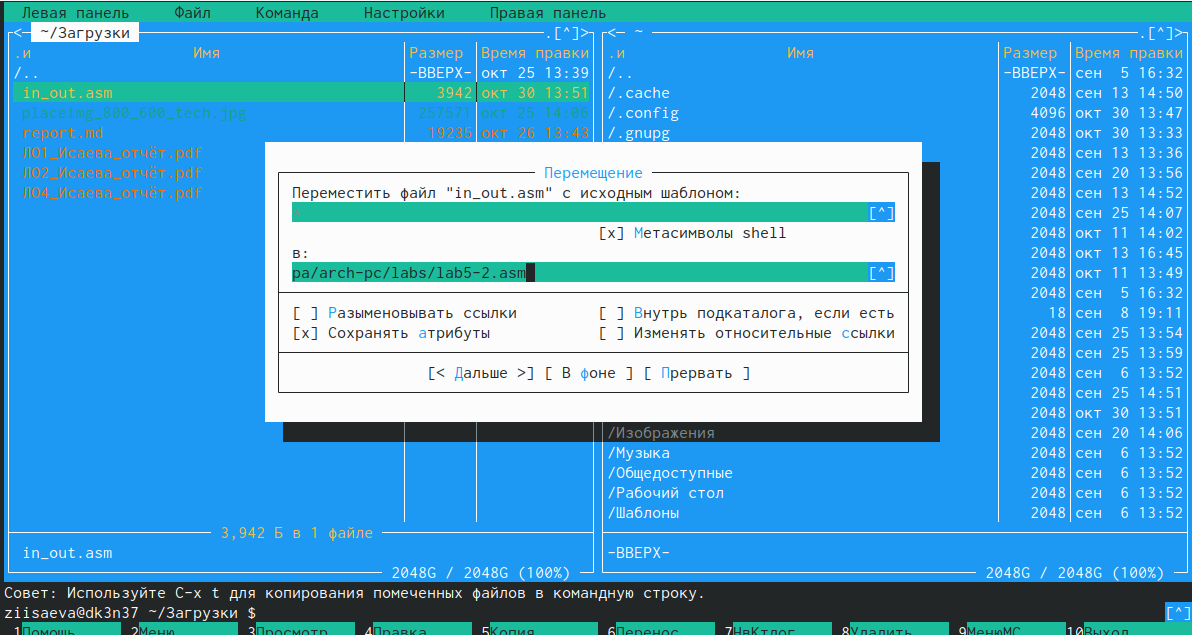 Левая панель Файл Команда Настройки Правая панель
<─ ~/Загрузки .[^]>
.и Имя Размер Время правки
/.. -ВВЕРХ- окт 25 13:39
in_out.asm 3942 окт 30 13:51
placeimg_800_600_tech.jpg 257571 окт 25 14:06
report.md 19235 окт 26 13:43
Л01_Исаева_отчёт.pdf
Л02_Исаева_отчёт.pdf
Л04_Исаева_отчёт.pdf
3,942 Б в 1 файле
in_out.asm
2048G / 2048G (100%)
<─ ~ .[^]>
.и Имя Размер Время правки
/.. -ВВЕРХ- сен 5 16:32
/.cache 2048 сен 13 14:50
/.config 4096 окт 30 13:47
/.gnupg 2048 окт 30 13:33
2048 сен 13 13:36
2048 сен 20 13:56
2048 сен 13 14:52
2048 сен 25 14:07
2048 окт 11 14:02
2048 окт 13 16:45
2048 окт 11 13:49
2048 сен 5 16:32
18 сен 8 19:11
2048 сен 25 13:54
2048 сен 25 13:59
2048 сен 6 13:52
2048 сен 25 14:51
2048 окт 30 13:51
/Изображения 2048 сен 20 14:06
/Музыка 2048 сен 6 13:52
/Общедоступные 2048 сен 6 13:52
/Рабочий стол 2048 сен 6 13:52
/Шаблоны 2048 сен 6 13:52
-ВВЕРХ-
2048G / 2048G (100%)
Перемещение
Переместить файл "in_out.asm" с исходным шаблоном:
[^]
[x] Метасимволы shell
в:
pa/arch-pc/labs/lab5-2.asm [^]
[ ] Разыменовывать ссылки [ ] Внутрь подкаталога, если есть
[x] Сохранять атрибуты [ ] Изменять относительные ссылки
[< Дальше >] [ В фоне ] [ Прервать ]
Совет: Используйте C-x t для копирования помеченных файлов в командную строку.
ziisaeva@dk3n37 ~/Загрузки $ [^]
1Помощь 2Меню 3Просмотр 4Правка 5Копия 6Перенос 7НвКтлог 8Удалить 9МенюМС 10Выход